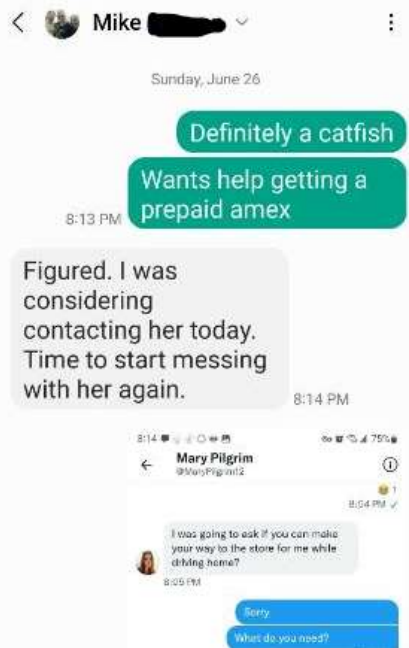 Mike
Sunday, June 26
Definitely a catfish
Wants help getting a
prepaid amex
8:13 PM
Figured. I was
considering
contacting her today.
Time to start messing
with her again.
8:14 PM
8:14
75%
Mary Pilgrim
@MaryPilgrim12
1
8:04 PM
I was going to ask if you can make
your way to the store for me while
driving home?
8:05 PM
Sorry
What do you need?